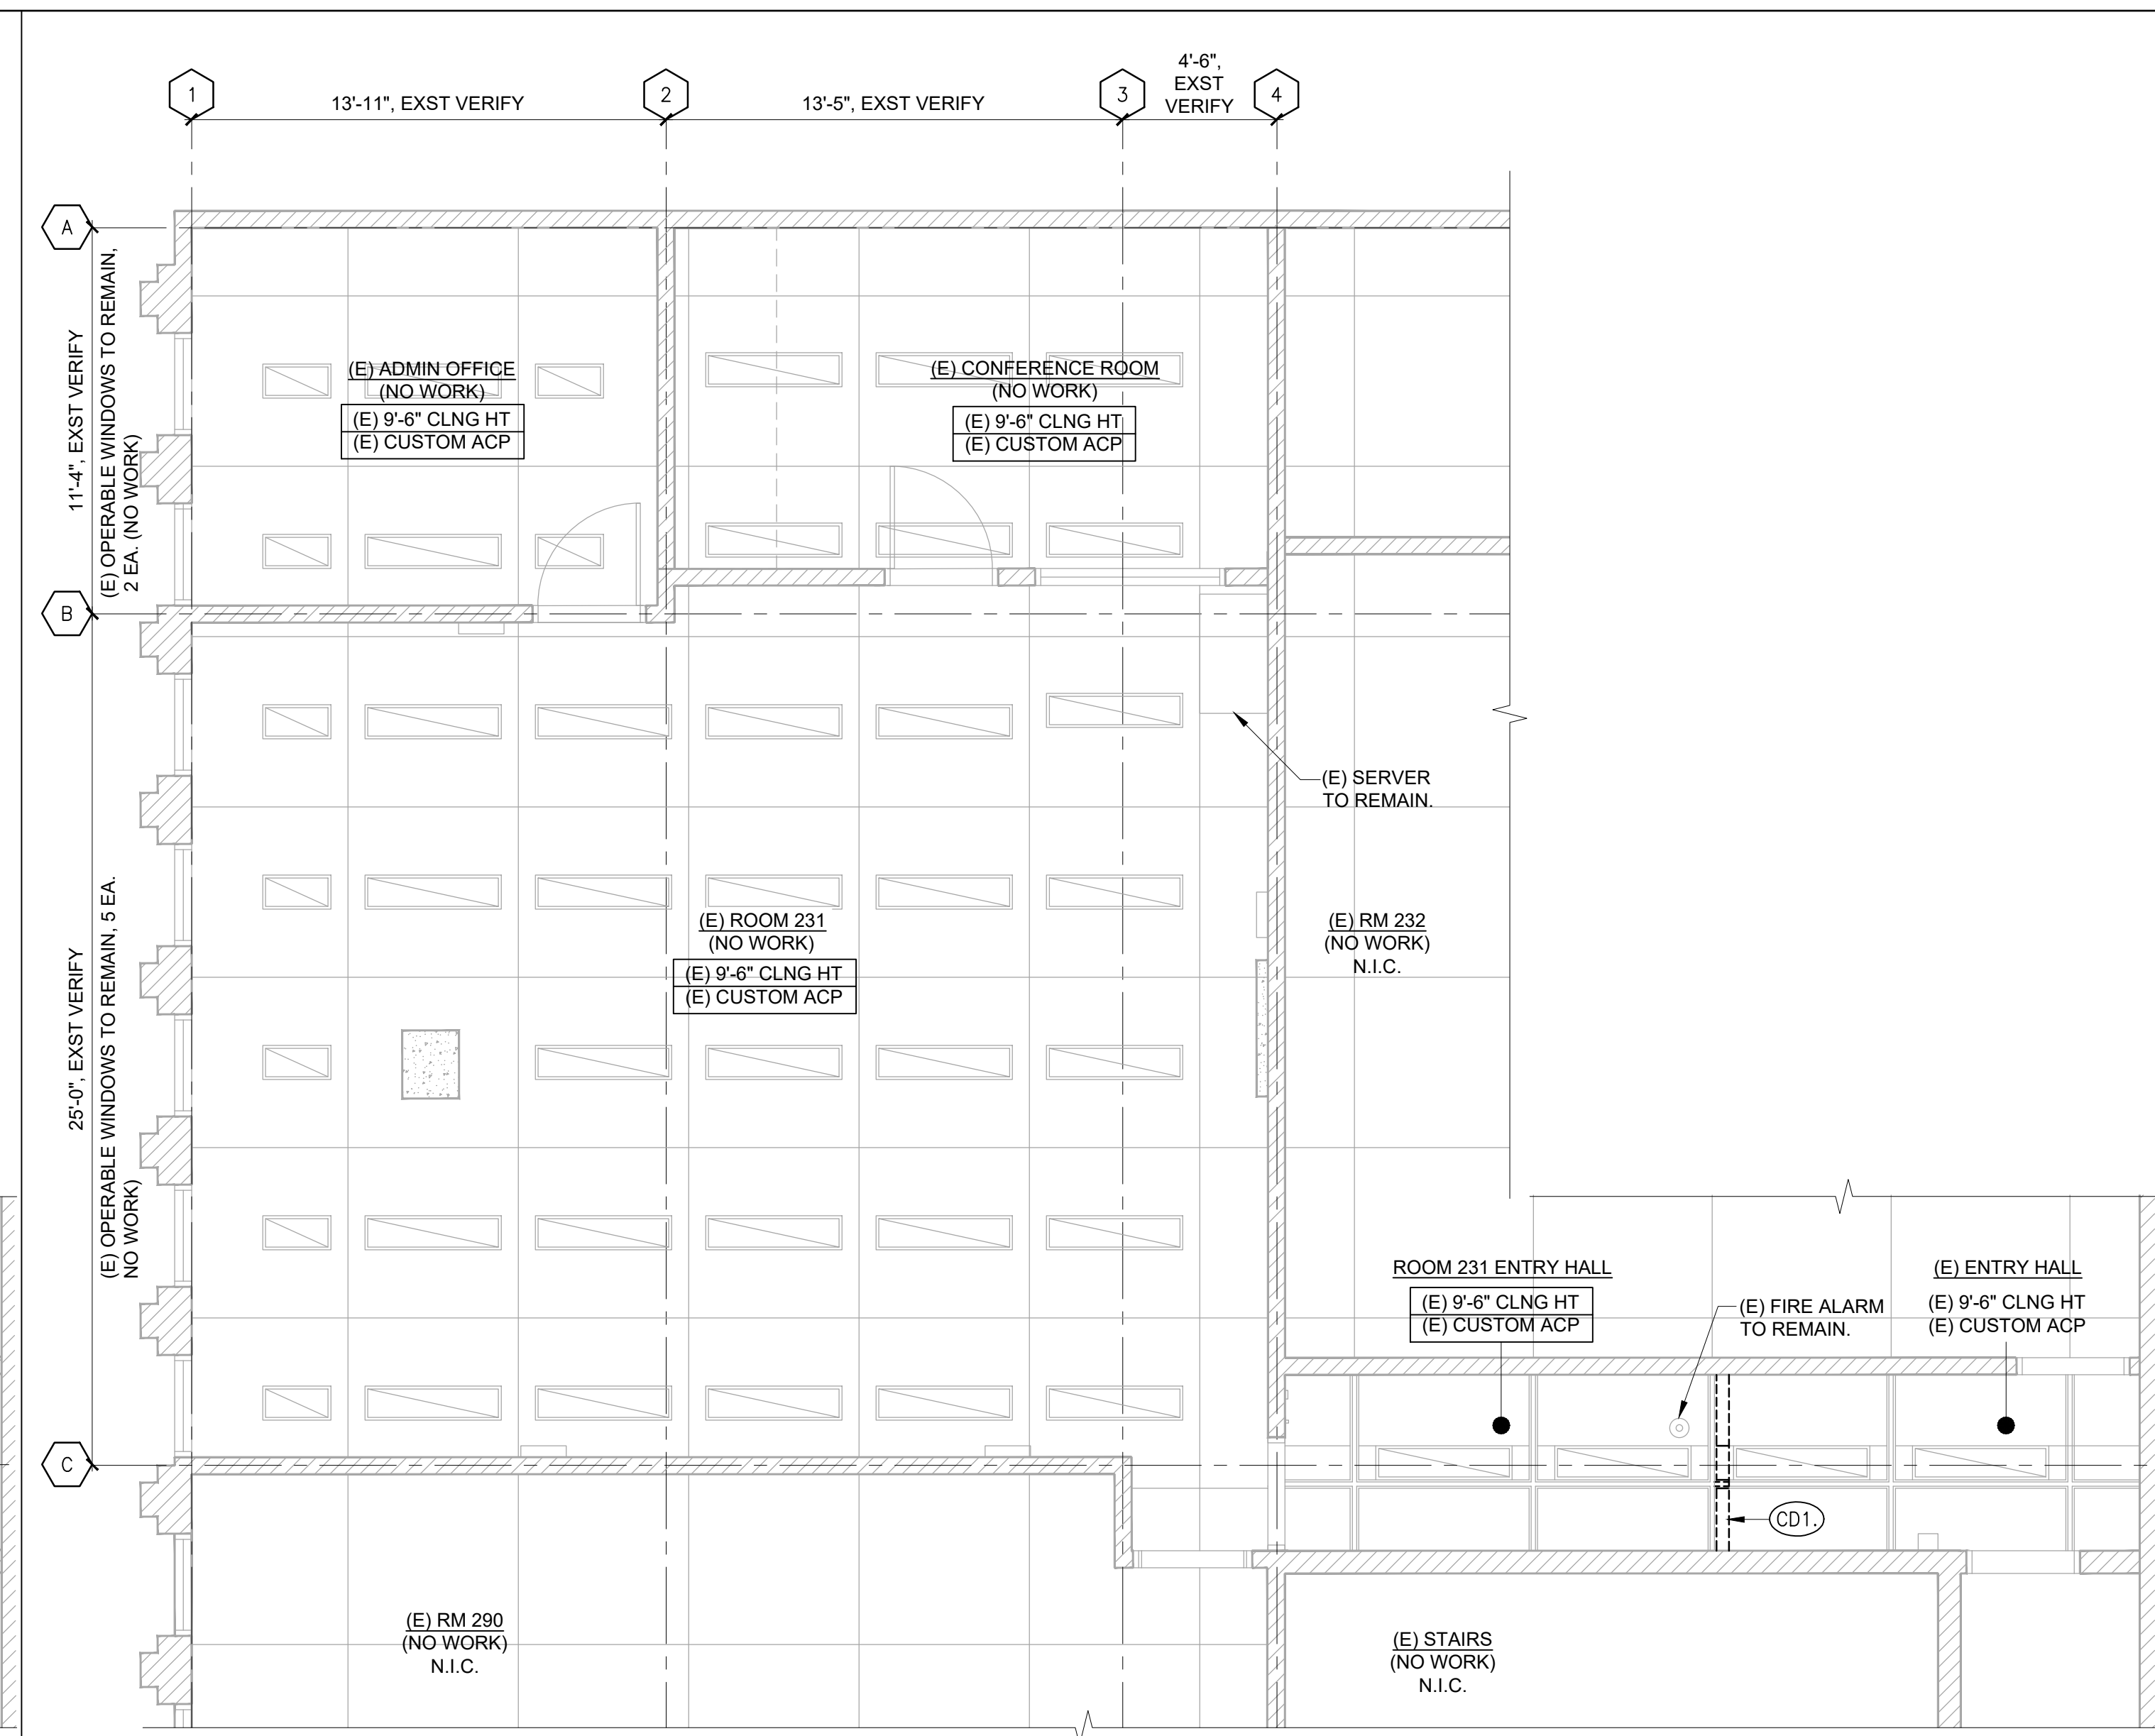 1
13'-11", EXST VERIFY
2
13'-5", EXST VERIFY
3
4'-6",
EXST
VERIFY
4
A
11'-4", EXST VERIFY
(E) OPERABLE WINDOWS TO REMAIN,
2 EA. (NO WORK)
(E) ADMIN OFFICE
(NO WORK)
(E) 9'-6" CLNG HT
(E) CUSTOM ACP
(E) CONFERENCE ROOM
(NO WORK)
(E) 9'-6" CLNG HT
(E) CUSTOM ACP
B
(E) SERVER
TO REMAIN.
25'-0", EXST VERIFY
(E) OPERABLE WINDOWS TO REMAIN, 5 EA.
NO WORK)
(E) ROOM 231
(NO WORK)
(E) 9'-6" CLNG HT
(E) CUSTOM ACP
(E) RM 232
(NO WORK)
N.I.C.
ROOM 231 ENTRY HALL
(E) 9'-6" CLNG HT
(E) CUSTOM ACP
(E) FIRE ALARM
TO REMAIN.
(E) ENTRY HALL
(E) 9'-6" CLNG HT
(E) CUSTOM ACP
C
CD1.
(E) RM 290
(NO WORK)
N.I.C.
(E) STAIRS
(NO WORK)
N.I.C.